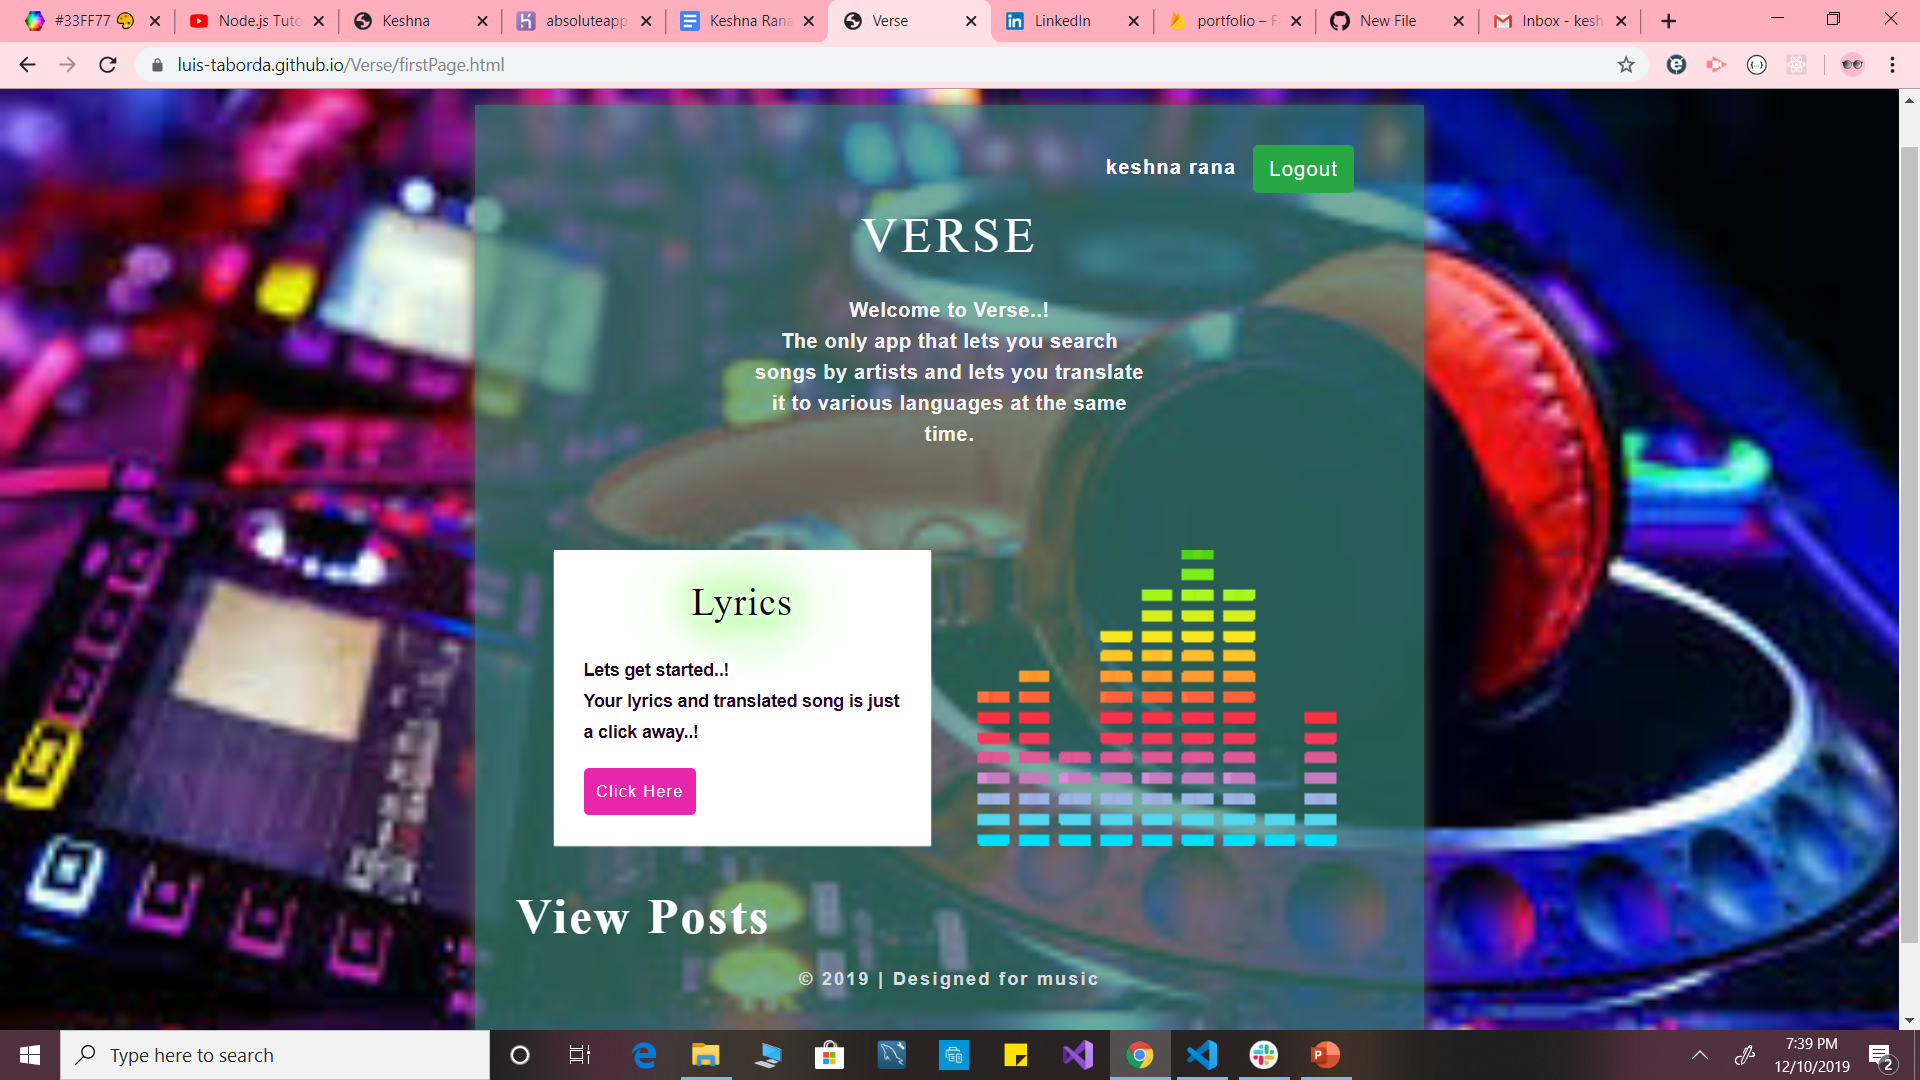 #33FF77
Node.js Tuto
Keshna
absoluteapp
Keshna Rana
Verse
LinkedIn
portfolio – F
New File
Inbox - kesh
luis-taborda.github.io/Verse/firstPage.html
keshna rana
Logout
VERSE
Welcome to Verse..!
The only app that lets you search
songs by artists and lets you translate
it to various languages at the same
time.
Lyrics
Lets get started..!
Your lyrics and translated song is just
a click away..!
Click Here
View Posts
© 2019 | Designed for music
Type here to search
7:39 PM
12/10/2019
2